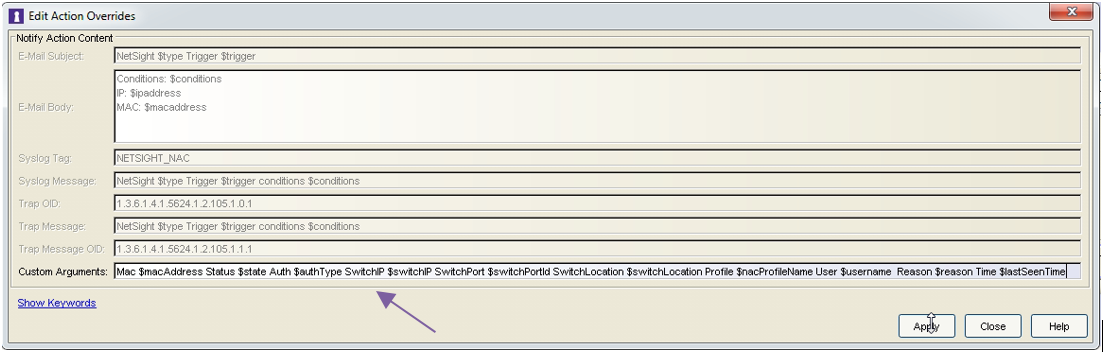 Edit Action Overrides
Notify Action Content
E-Mail Subject: NetSight $type Trigger $trigger
E-Mail Body: Conditions: $conditions
IP: $ipaddress
MAC: $macaddress
Syslog Tag: NETSIGHT_NAC
Syslog Message: NetSight $type Trigger $trigger conditions $conditions
Trap OID: 1.3.6.1.4.1.5624.1.2.105.1.0.1
Trap Message: NetSight $type Trigger $trigger conditions $conditions
Trap Message OID: 1.3.6.1.4.1.5624.1.2.105.1.1.1
Custom Arguments: Mac $macAddress Status $state Auth $authType SwitchIP $switchIP SwitchPort $switchPortId SwitchLocation $switchLocation Profile $nacProfileName User $username  Reason $reason Time $lastSeenTime
Show Keywords
Apply Close Help